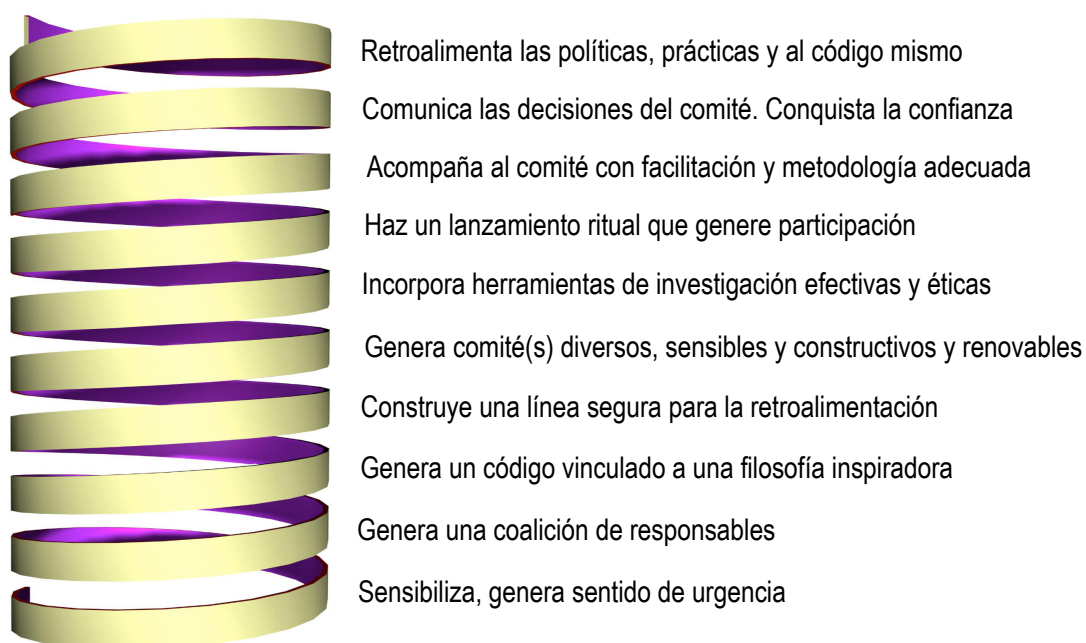 Retroalimenta las políticas, prácticas y al código mismo
Comunica las decisiones del comité. Conquista la confianza
Acompaña al comité con facilitación y metodología adecuada
Haz un lanzamiento ritual que genere participación
Incorpora herramientas de investigación efectivas y éticas
Genera comité(s) diversos, sensibles y constructivos y renovables
Construye una línea segura para la retroalimentación
Genera un código vinculado a una filosofía inspiradora
Genera una coalición de responsables
Sensibiliza, genera sentido de urgencia